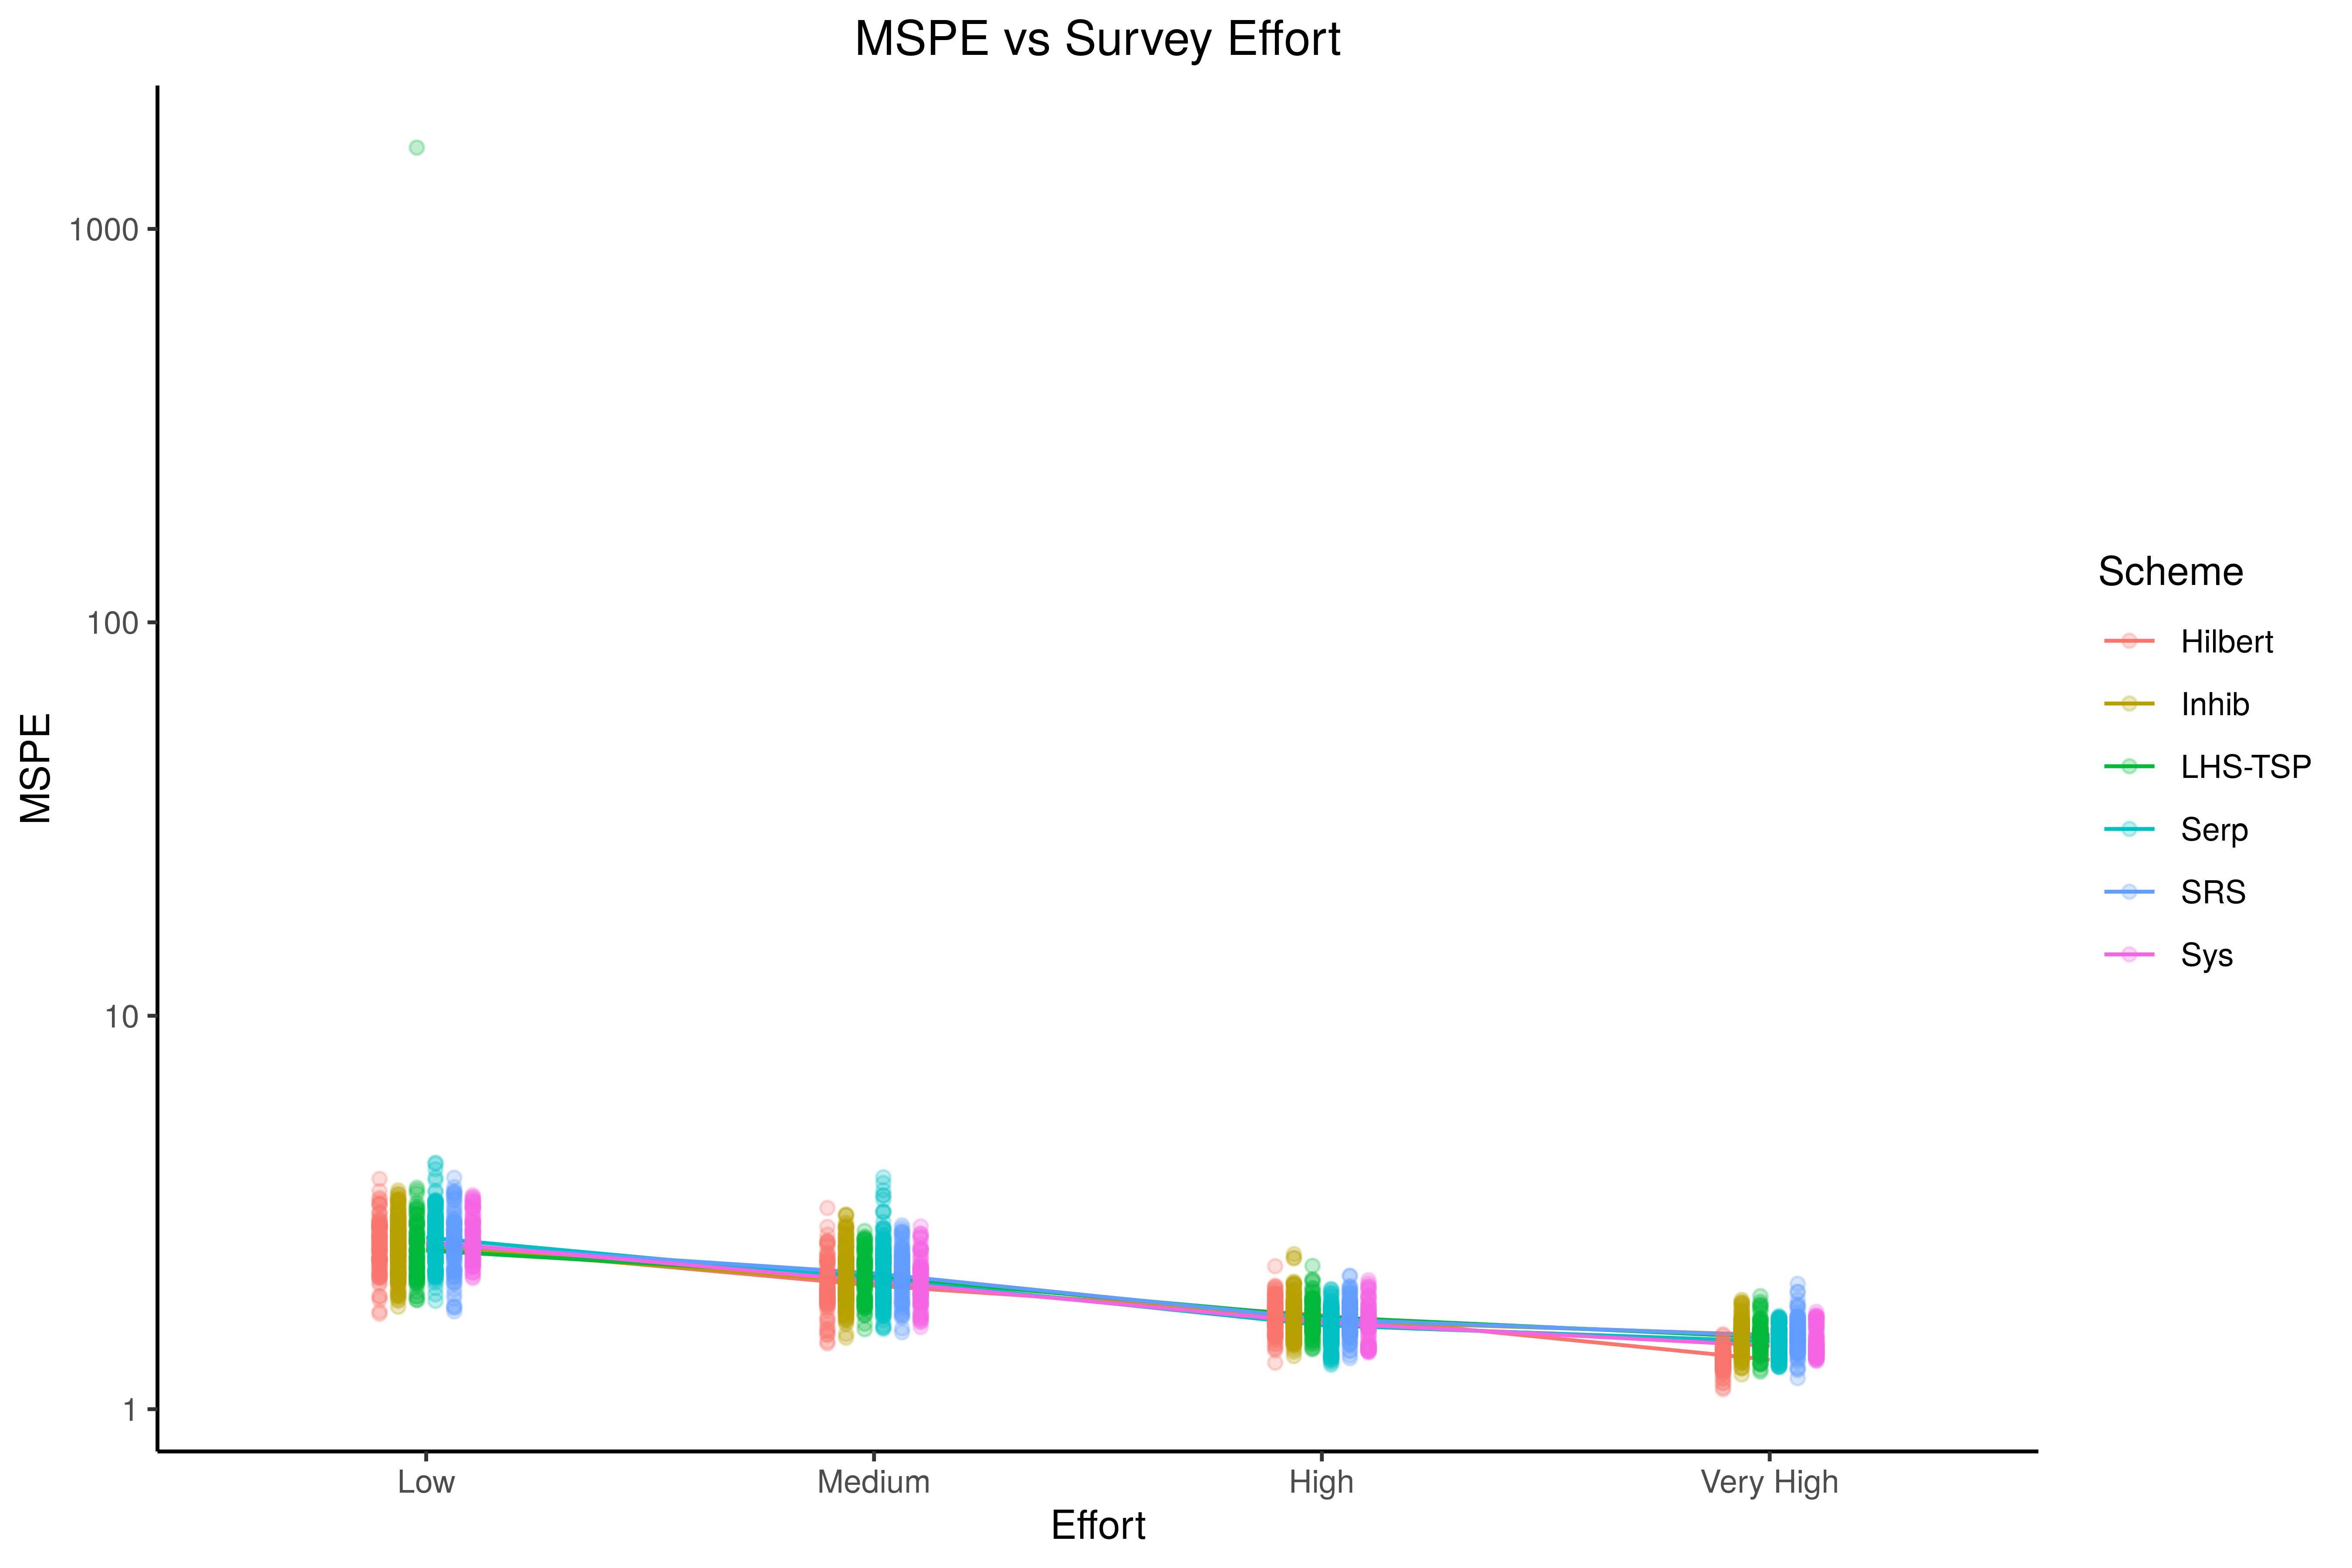 MSPE vs Survey Effort
MSPE
1000
100
10
1
Low
Medium
High
Very High
Effort
Scheme
Hilbert
Inhib
LHS-TSP
Serp
SRS
Sys